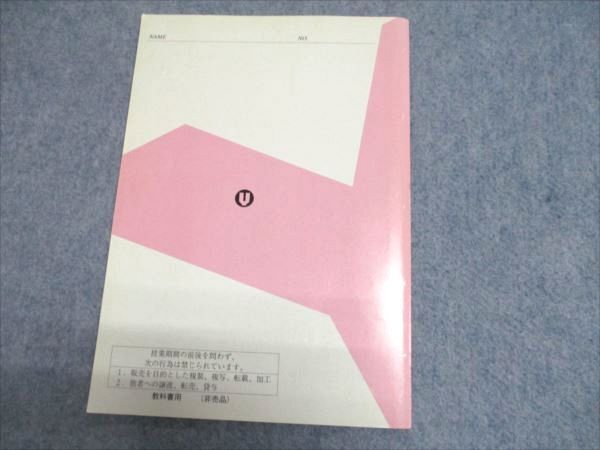 NAME NO.
授業期間の前後を問わず、
次の行為は禁じられています。
1. 販売を目的とした複製、複写、転載、加工
2. 他者への譲渡、転売、貸与
教科書用 (非売品)